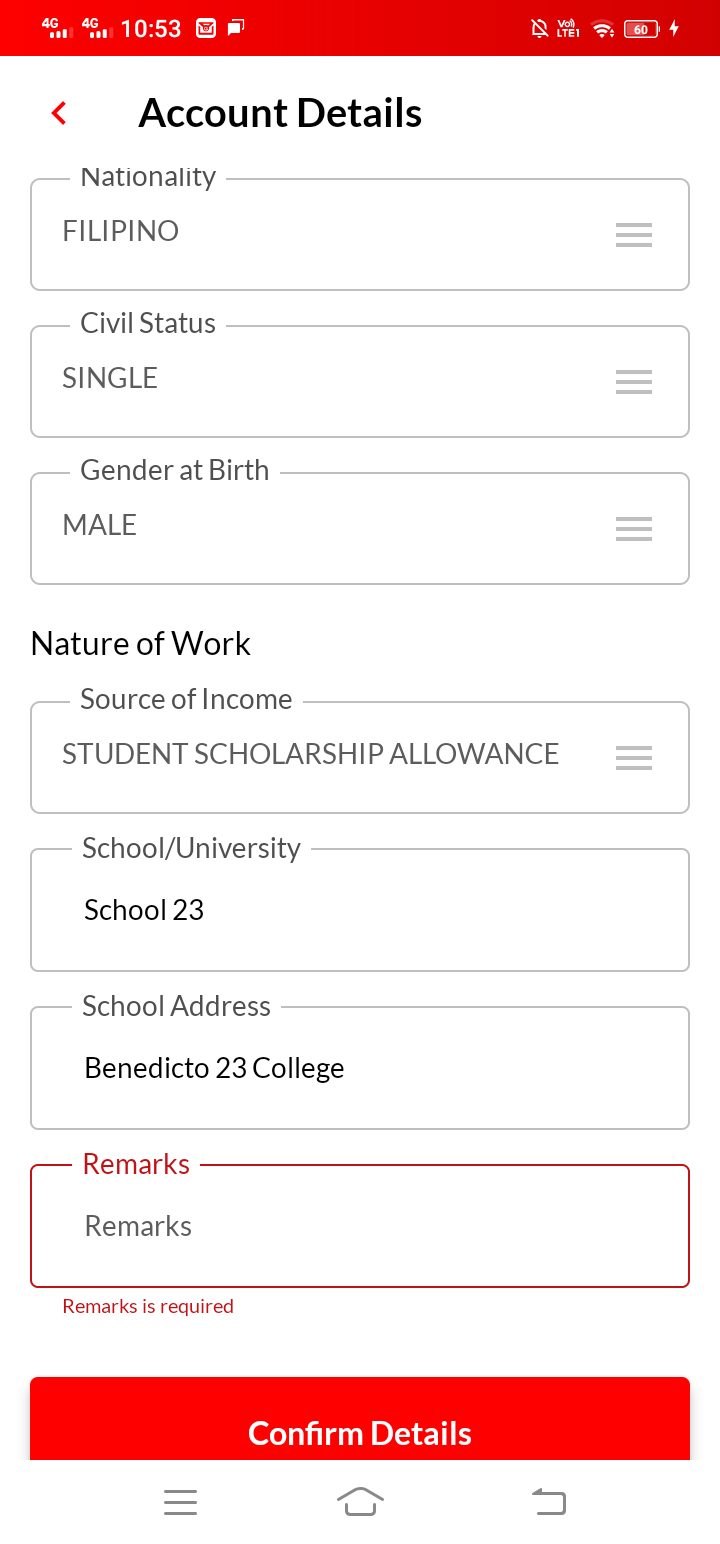 4G 4G 10:53 Vo) LTE1 60
Account Details
Nationality
FILIPINO
Civil Status
SINGLE
Gender at Birth
MALE
Nature of Work
Source of Income
STUDENT SCHOLARSHIP ALLOWANCE
School/University
School 23
School Address
Benedicto 23 College
Remarks
Remarks
Remarks is required
Confirm Details